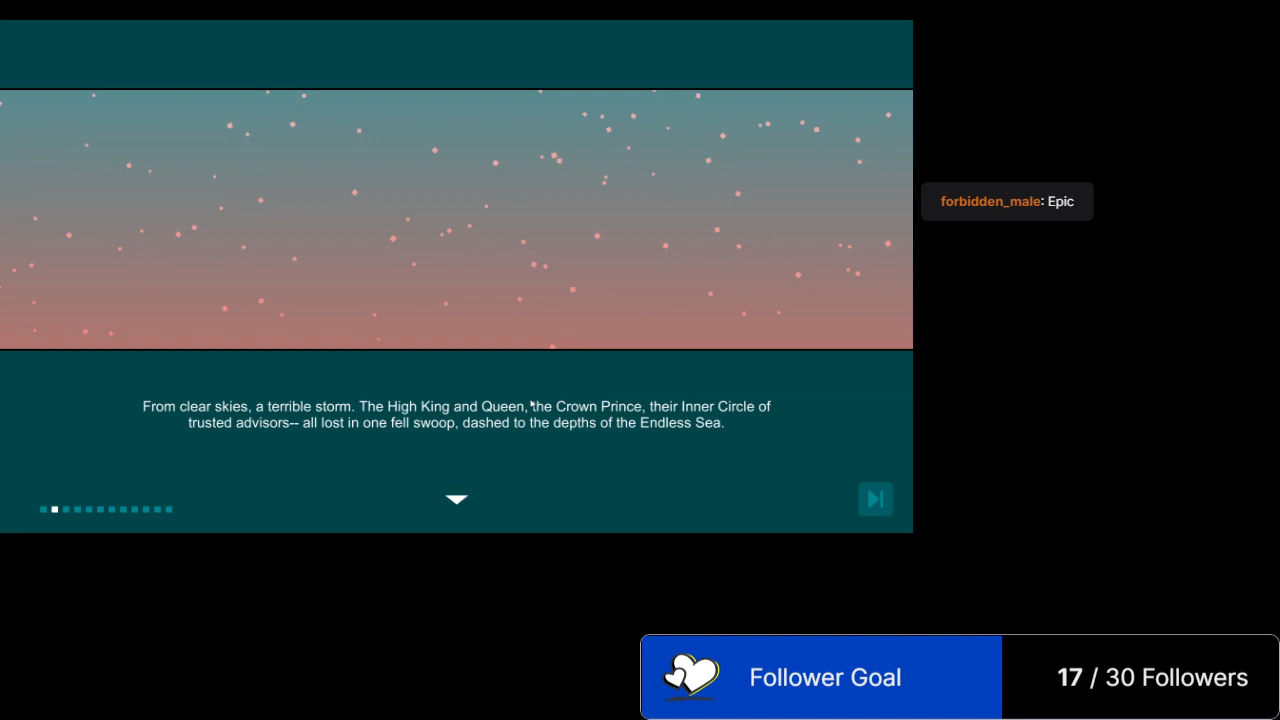 forbidden_male: Epic
From clear skies, a terrible storm. The High King and Queen, the Crown Prince, their Inner Circle of
trusted advisors-- all lost in one fell swoop, dashed to the depths of the Endless Sea.
Follower Goal
17 / 30 Followers